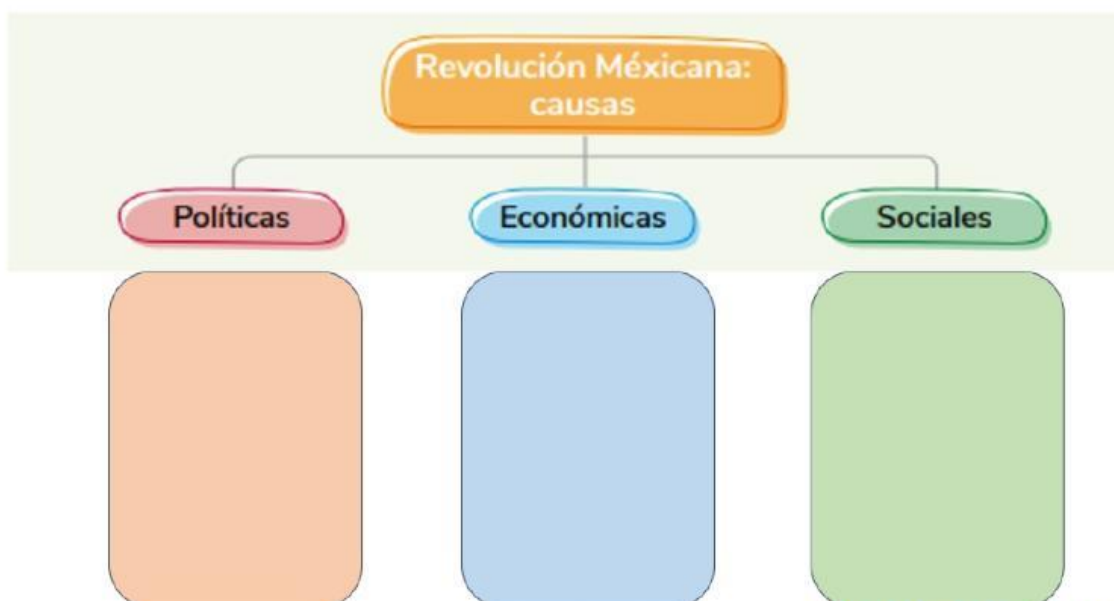 Revolución Méxicana:
causas
Políticas
Económicas
Sociales